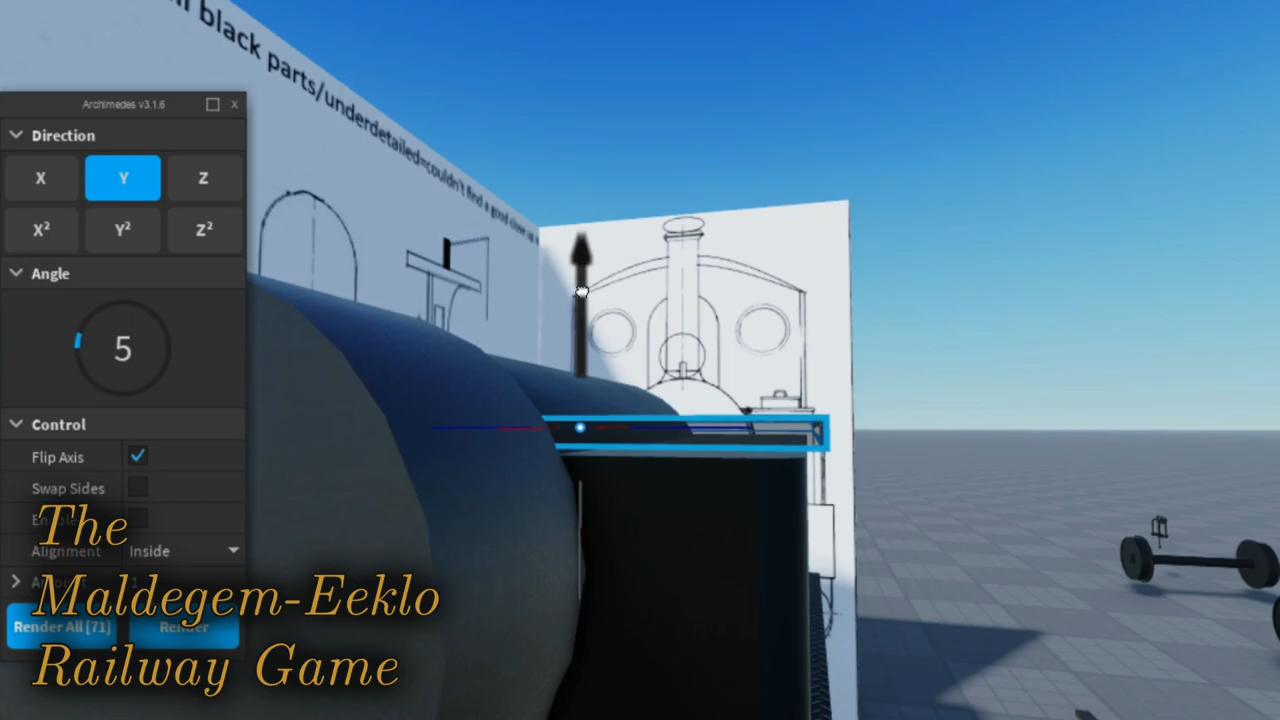 black parts/underdetailed=couldn't find a good close up
Archimedes v3.1.6
X
Direction
X
Y
Z
X²
Y²
Z²
Angle
5
Control
Flip Axis
Swap Sides
Alignment
Inside
Render All [71]
Render
The
Maldegem-Eeklo
Railway Game